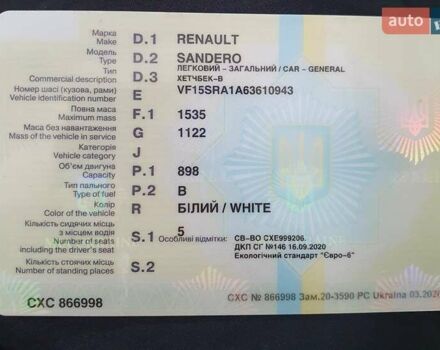 auto
Марка
Make D.1 RENAULT
Модель
Type D.2 SANDERO
Тип
Commercial description D.3 ЛЕГКОВИЙ - ЗАГАЛЬНИЙ / CAR - GENERAL
ХЕТЧБЕК-B
Номер шасі (кузова, рами)
Vehicle identification number E VF15SRA1A63610943
Повна маса
Maximum mass F.1 1535
Маса без навантаження
Mass of the vehicle in service G 1122
Категорія
Vehicle category J
Об'єм двигуна
Capacity P.1 898
Тип пального
Type of fuel P.2 B
Колір
Color of the vehicle R БІЛИЙ / WHITE
Кількість сидячих місць
з місцем водія
Number of seats
including the driver's seat S.1 5
Особливі відмітки: СВ-ВО СХЕ999206.
ДКП СГ №146 16.09.2020
Екологічний стандарт "Євро-6"
Кількість стоячих місць
Number of standing places S.2
СХС 866998
СХС № 866998 Зам.20-3590 PC Ukraina 03.202